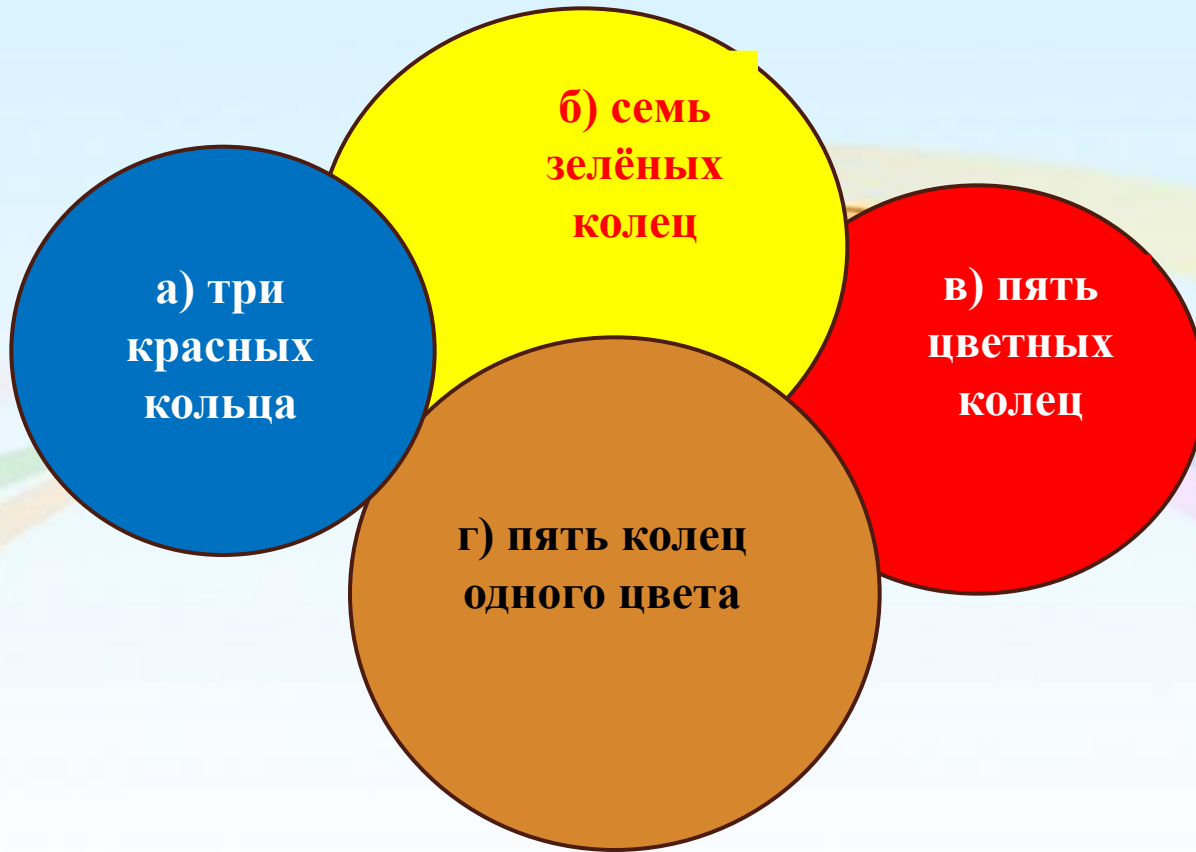 а) три
красных
кольца
б) семь
зелёных
колец
в) пять
цветных
колец
г) пять колец
одного цвета